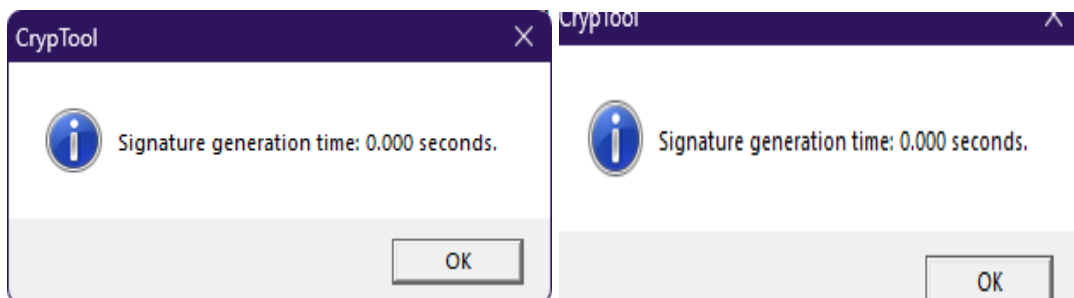 CrypTool
Signature generation time: 0.000 seconds.
OK
CrypTool
Signature generation time: 0.000 seconds.
OK